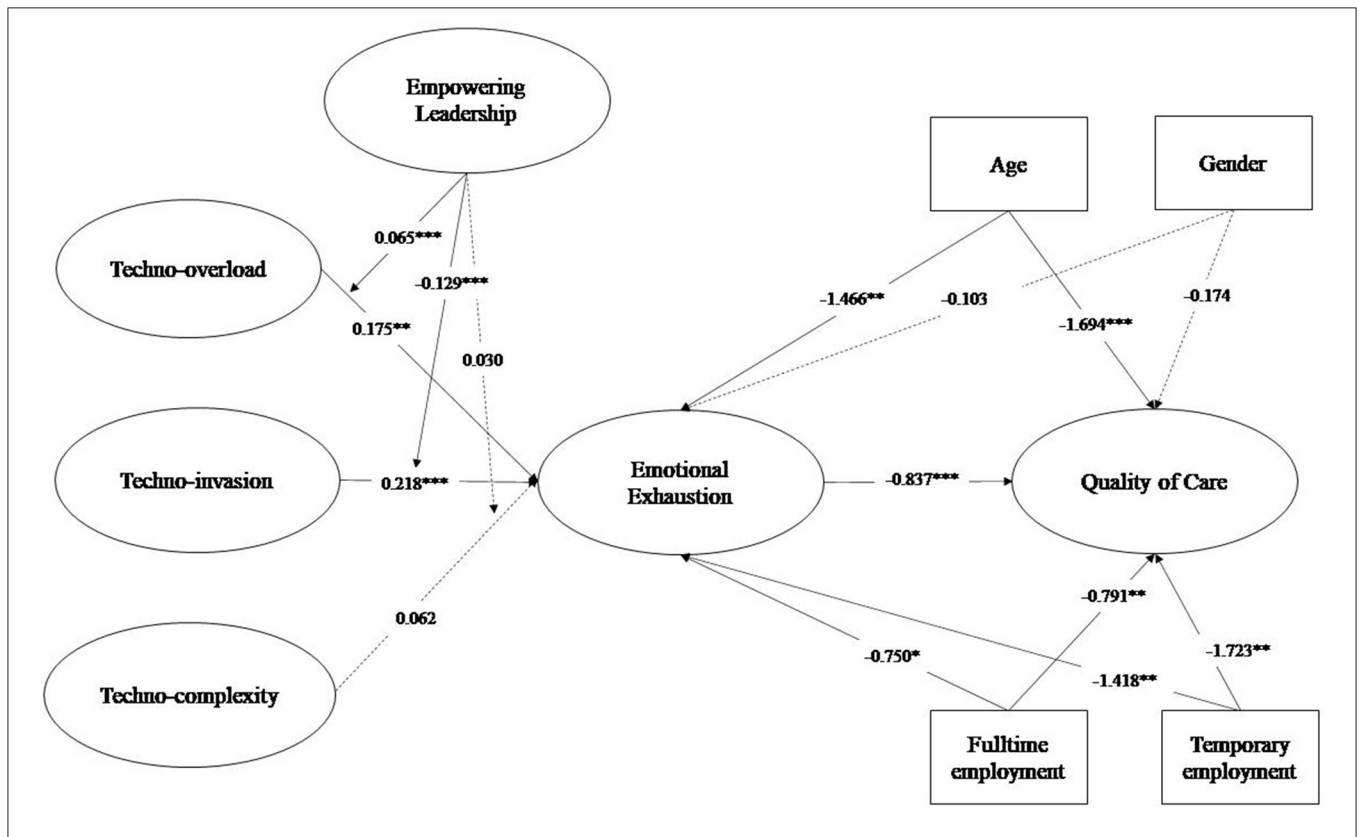 Empowering
Leadership
Age
Gender
0.065***
Techno-overload
-0.129***
-1.466**
-0.103
-0.174
0.175**
-1.694***
0.030
Techno-invasion
0.218***
Emotional
Exhaustion
-0.837***
Quality of Care
-0.791**
0.062
-0.750*
-1.723**
-1.418**
Techno-complexity
Fulltime
employment
Temporary
employment